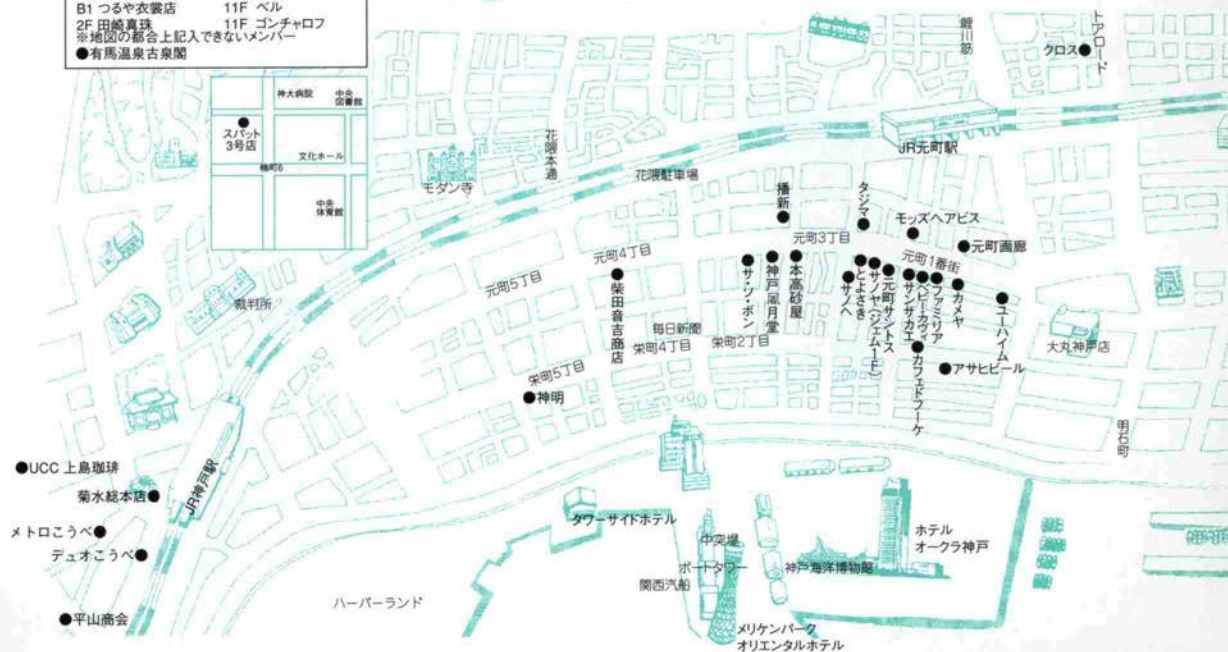 B1 つるや衣裳店
11F ベル
2F 田崎真珠
11F ゴンチャロフ
※地図の都合上記入できないメンバー
●有馬温泉古泉閣
神大病院
中央
図書館
スパット
3号店
文化ホール
楠町6
中央
体育館
鯉川筋
トアロード
クロス
JR元町駅
花隈本通
モダン寺
花隈駐車場
播新
タジマ
モッズヘアビス
元町画廊
元町3丁目
元町1番街
元町4丁目
元町5丁目
裁判所
柴田音吉商店
サ・ゾ・ボン
神戸風月堂
本高砂屋
サノヘ
とよさき
サノヤ(ジェム1F)
元町サントス
サンサカエ
ベビー・カヴィ
ファミリア
カメヤ
ユーハイム
大丸神戸店
毎日新聞
栄町4丁目
栄町2丁目
カフェドフーケ
アサヒビール
栄町5丁目
神明
明石町
UCC 上島珈琲
菊水総本店
JR神戸駅
メトロこうべ
デュオこうべ
平山商会
ハーバーランド
タワーサイドホテル
中突堤
ポートタワー
関西汽船
神戸海洋博物館
ホテル
オークラ神戸
メリケンパーク
オリエンタルホテル